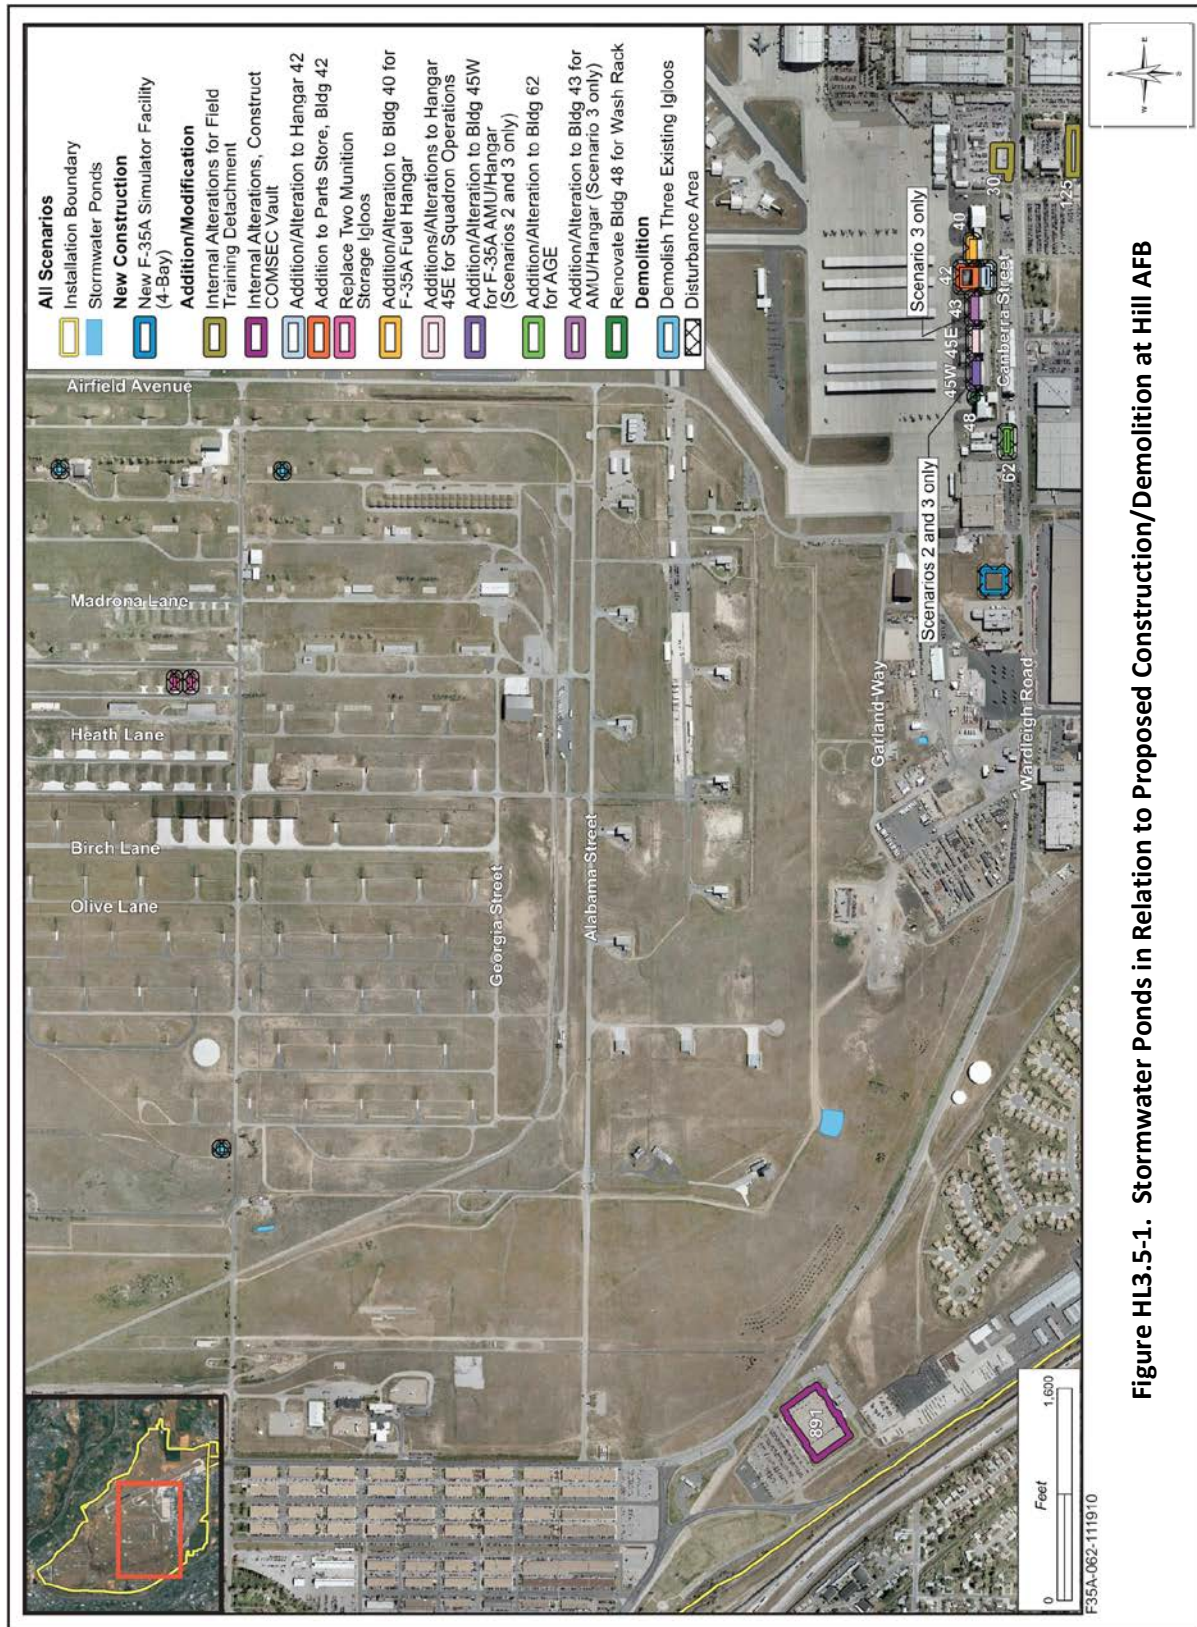 All Scenarios
Installation Boundary
Stormwater Ponds
New Construction
New F-35A Simulator Facility
(4-Bay)
Addition/Modification
Internal Alterations for Field
Training Detachment
Internal Alterations, Construct
COMSEC Vault
Addition/Alteration to Hangar 42
Addition to Parts Store, Bldg 42
Replace Two Munition
Storage Igloos
Addition/Alteration to Bldg 40 for
F-35A Fuel Hangar
Additions/Alterations to Hangar
45E for Squadron Operations
Addition/Alteration to Bldg 45W
for F-35A AMU/Hangar
(Scenarios 2 and 3 only)
Addition/Alteration to Bldg 62
for AGE
Addition/Alteration to Bldg 43 for
AMU/Hangar (Scenario 3 only)
Renovate Bldg 48 for Wash Rack
Demolition
Demolish Three Existing Igloos
Disturbance Area
Airfield Avenue
Madrona Lane
Heath Lane
Birch Lane
Olive Lane
Georgia Street
Alabama Street
Garland Way
Wardleigh Road
Canberra Street
Scenario 3 only
Scenarios 2 and 3 only
48
45W
45E
43
42
40
30
62
125
891
N
W
E
S
Feet
0
1,600
F35A-062-111910
Figure HL3.5-1. Stormwater Ponds in Relation to Proposed Construction/Demolition at Hill AFB